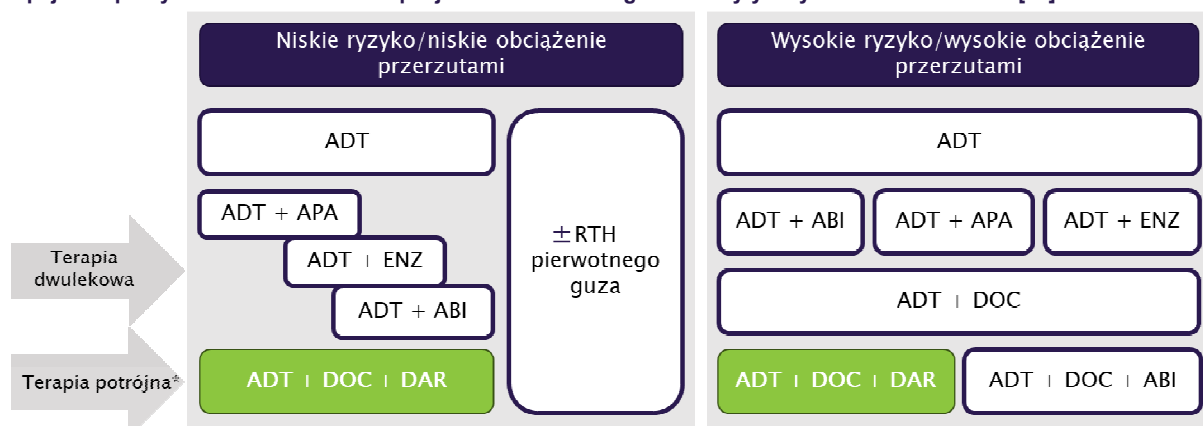 Niskie ryzyko/niskie obciążenie
przerzutami
Wysokie ryzyko/wysokie obciążenie
przerzutami
ADT
ADT
ADT + APA
ADT + ENZ
ADT + ABI
± RTH
pierwotnego
guza
ADT + ABI
ADT + APA
ADT + ENZ
Terapia
dwulekowa
ADT + DOC
Terapia potrójna*
ADT + DOC + DAR
ADT + DOC + DAR
ADT + DOC + ABI